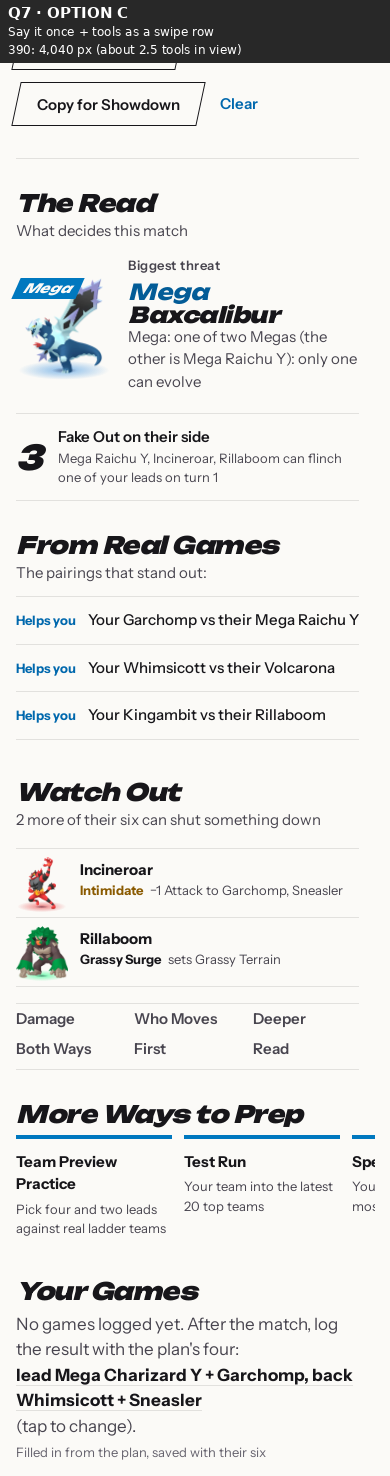 Q7 · OPTION C
Say it once + tools as a swipe row
390: 4,040 px (about 2.5 tools in view)
Copy for Showdown
Clear
The Read
What decides this match
Biggest threat
Mega
Mega
Baxcalibur
Mega: one of two Megas (the
other is Mega Raichu Y): only one
can evolve
3
Fake Out on their side
Mega Raichu Y, Incineroar, Rillaboom can flinch
one of your leads on turn 1
From Real Games
The pairings that stand out:
Helps you Your Garchomp vs their Mega Raichu Y
Helps you Your Whimsicott vs their Volcarona
Helps you Your Kingambit vs their Rillaboom
Watch Out
2 more of their six can shut something down
Incineroar
Intimidate −1 Attack to Garchomp, Sneasler
Rillaboom
Grassy Surge sets Grassy Terrain
Damage
Both Ways
Who Moves
First
Deeper
Read
More Ways to Prep
Team Preview
Practice
Pick four and two leads
against real ladder teams
Test Run
Your team into the latest
20 top teams
Spe
You
mos
Your Games
No games logged yet. After the match, log
the result with the plan's four:
lead Mega Charizard Y + Garchomp, back
Whimsicott + Sneasler
(tap to change).
Filled in from the plan, saved with their six